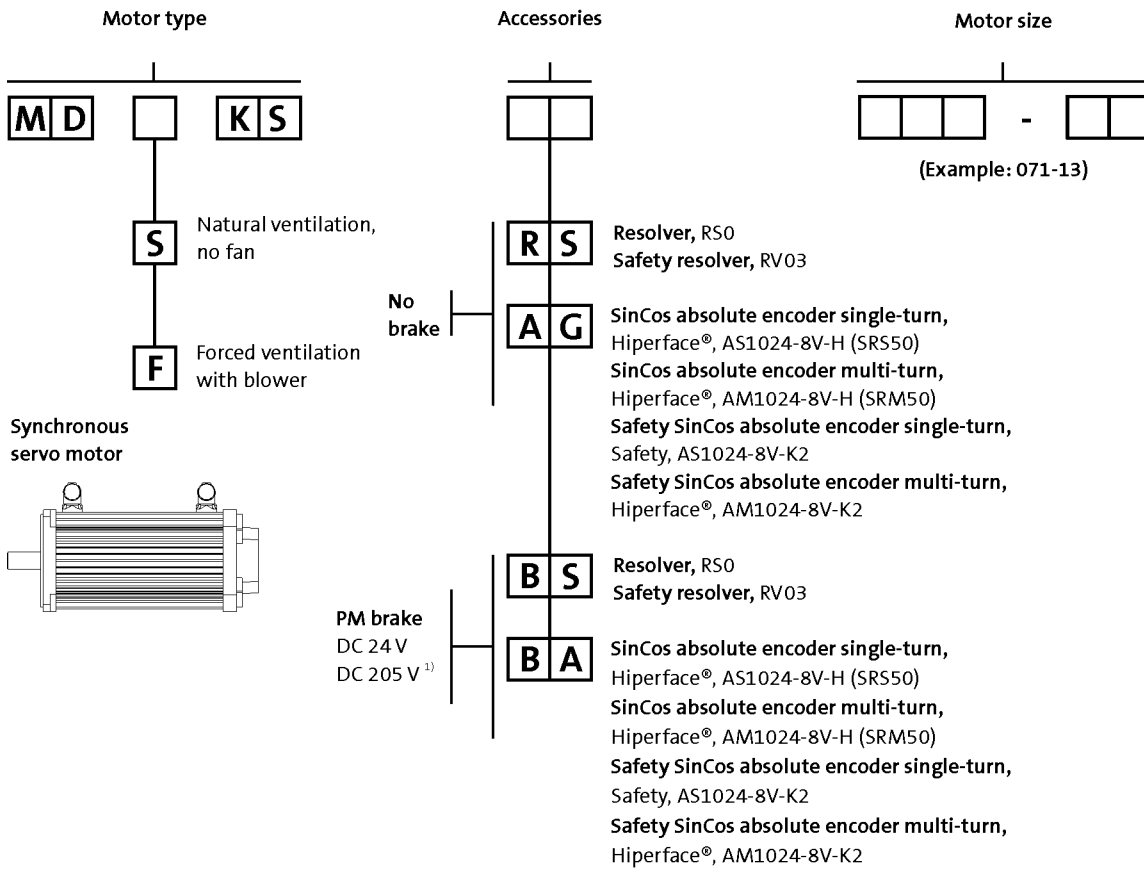 Motor type
Accessories
Motor size
MD KS
-
(Example: 071-13)
S
Natural ventilation,
no fan
F
Forced ventilation
with blower
Synchronous
servo motor
No
brake
RS
Resolver, RS0
Safety resolver, RV03
AG
SinCos absolute encoder single-turn,
Hiperface®, AS1024-8V-H (SRS50)
SinCos absolute encoder multi-turn,
Hiperface®, AM1024-8V-H (SRM50)
Safety SinCos absolute encoder single-turn,
Safety, AS1024-8V-K2
Safety SinCos absolute encoder multi-turn,
Hiperface®, AM1024-8V-K2
PM brake
DC 24 V
DC 205 V 1)
BS
Resolver, RS0
Safety resolver, RV03
BA
SinCos absolute encoder single-turn,
Hiperface®, AS1024-8V-H (SRS50)
SinCos absolute encoder multi-turn,
Hiperface®, AM1024-8V-H (SRM50)
Safety SinCos absolute encoder single-turn,
Safety, AS1024-8V-K2
Safety SinCos absolute encoder multi-turn,
Hiperface®, AM1024-8V-K2